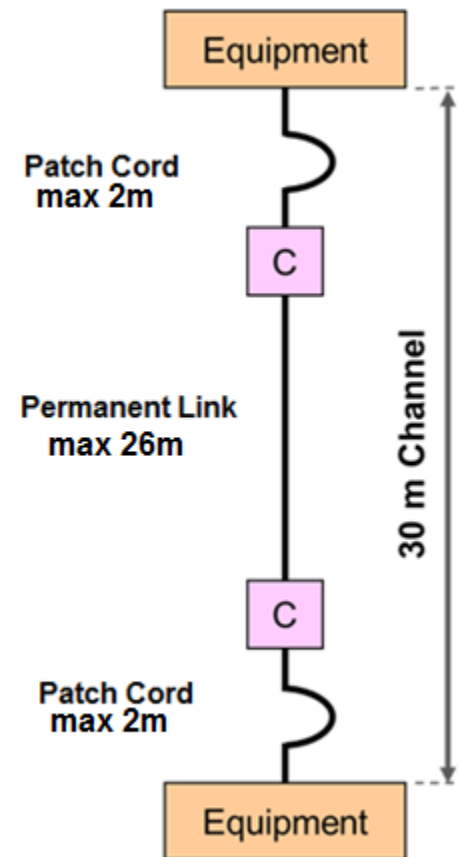 Equipment
Patch Cord
max 2m
C
Permanent Link
max 26m
30 m Channel
C
Patch Cord
max 2m
Equipment